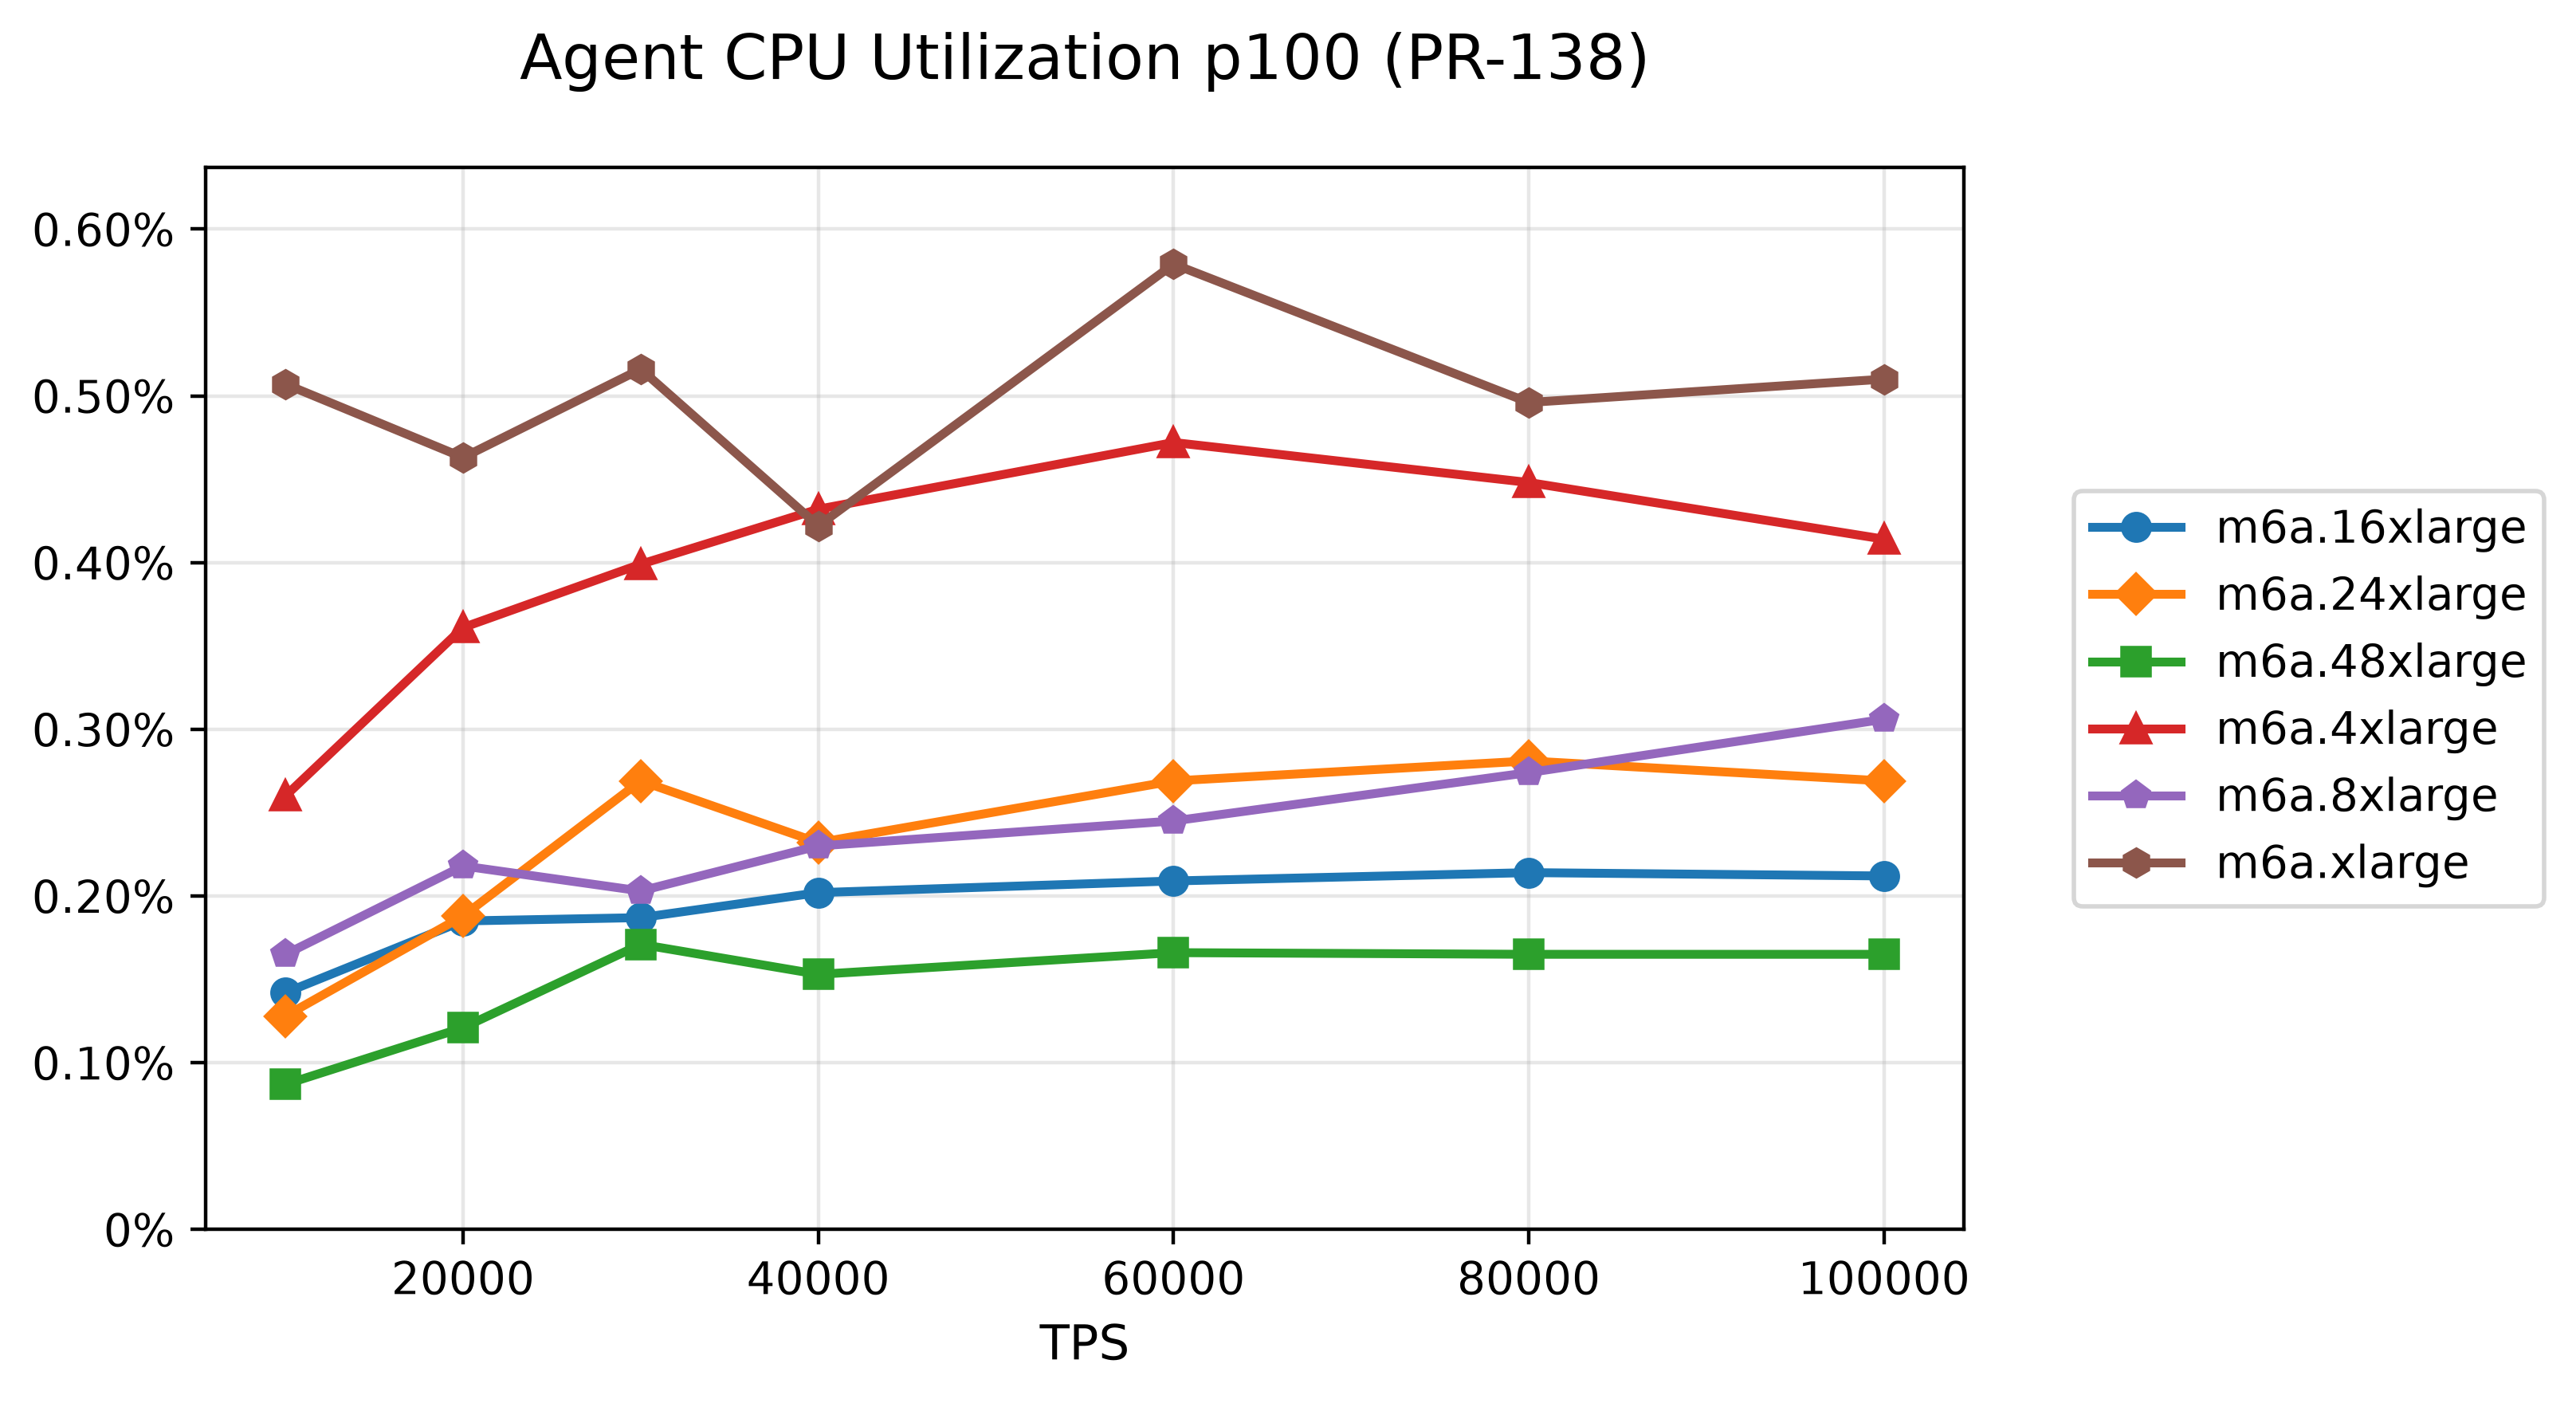 Agent CPU Utilization p100 (PR-138)
0.60%
0.50%
0.40%
0.30%
0.20%
0.10%
0%
20000 40000 60000 80000 100000
TPS
m6a.16xlarge
m6a.24xlarge
m6a.48xlarge
m6a.4xlarge
m6a.8xlarge
m6a.xlarge